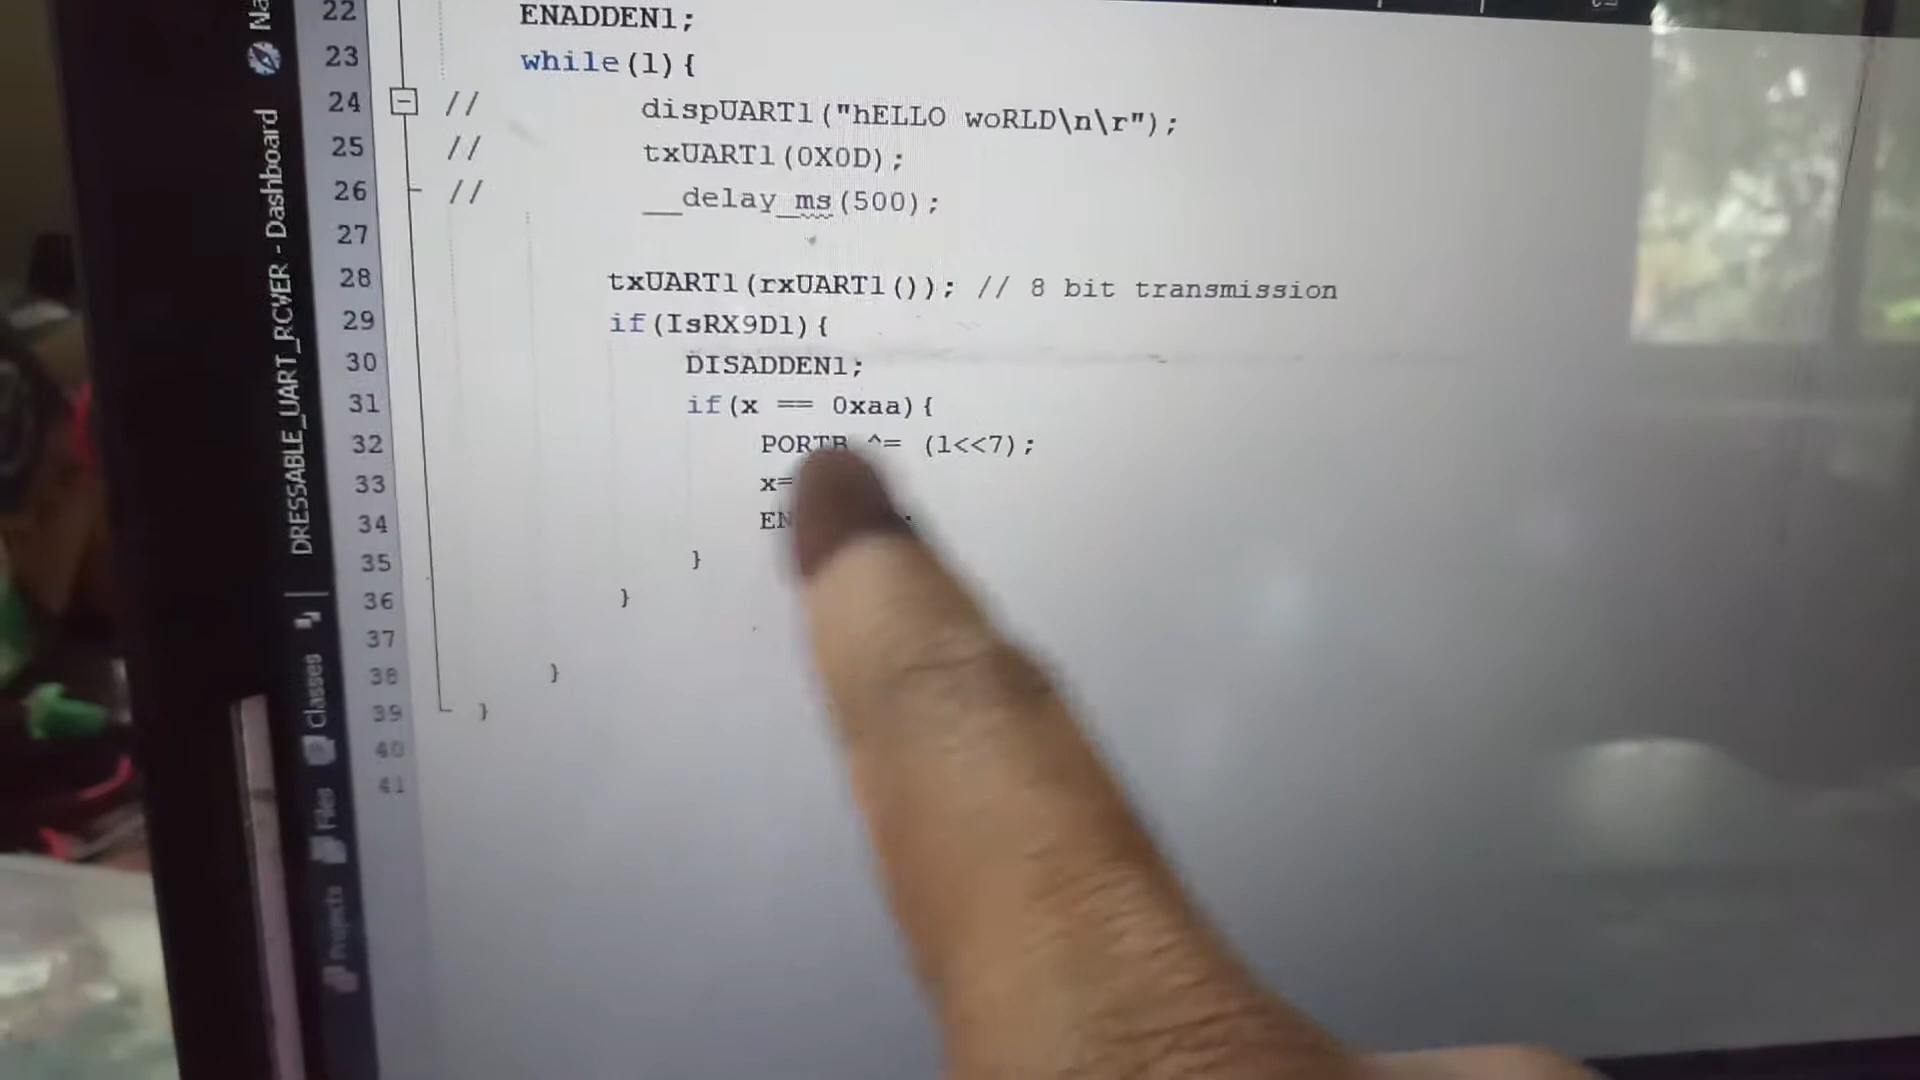 22 ENADDEN1;
23 while(1){
24 // dispUART1("hELLO woRLD\n\r");
25 // txUART1(0X0D);
26 // __delay_ms(500);
27
28 txUART1(rxUART1()); // 8 bit transmission
29 if(IsRX9D1){
30 DISADDEN1;
31 if(x == 0xaa){
32 PORTB ^= (1<<7);
33 x=
34 EN ;
35 }
36 }
37
38 }
39 }
40
41
Na
DRESSABLE_UART_RCVER - Dashboard
Classes
Files
Projects